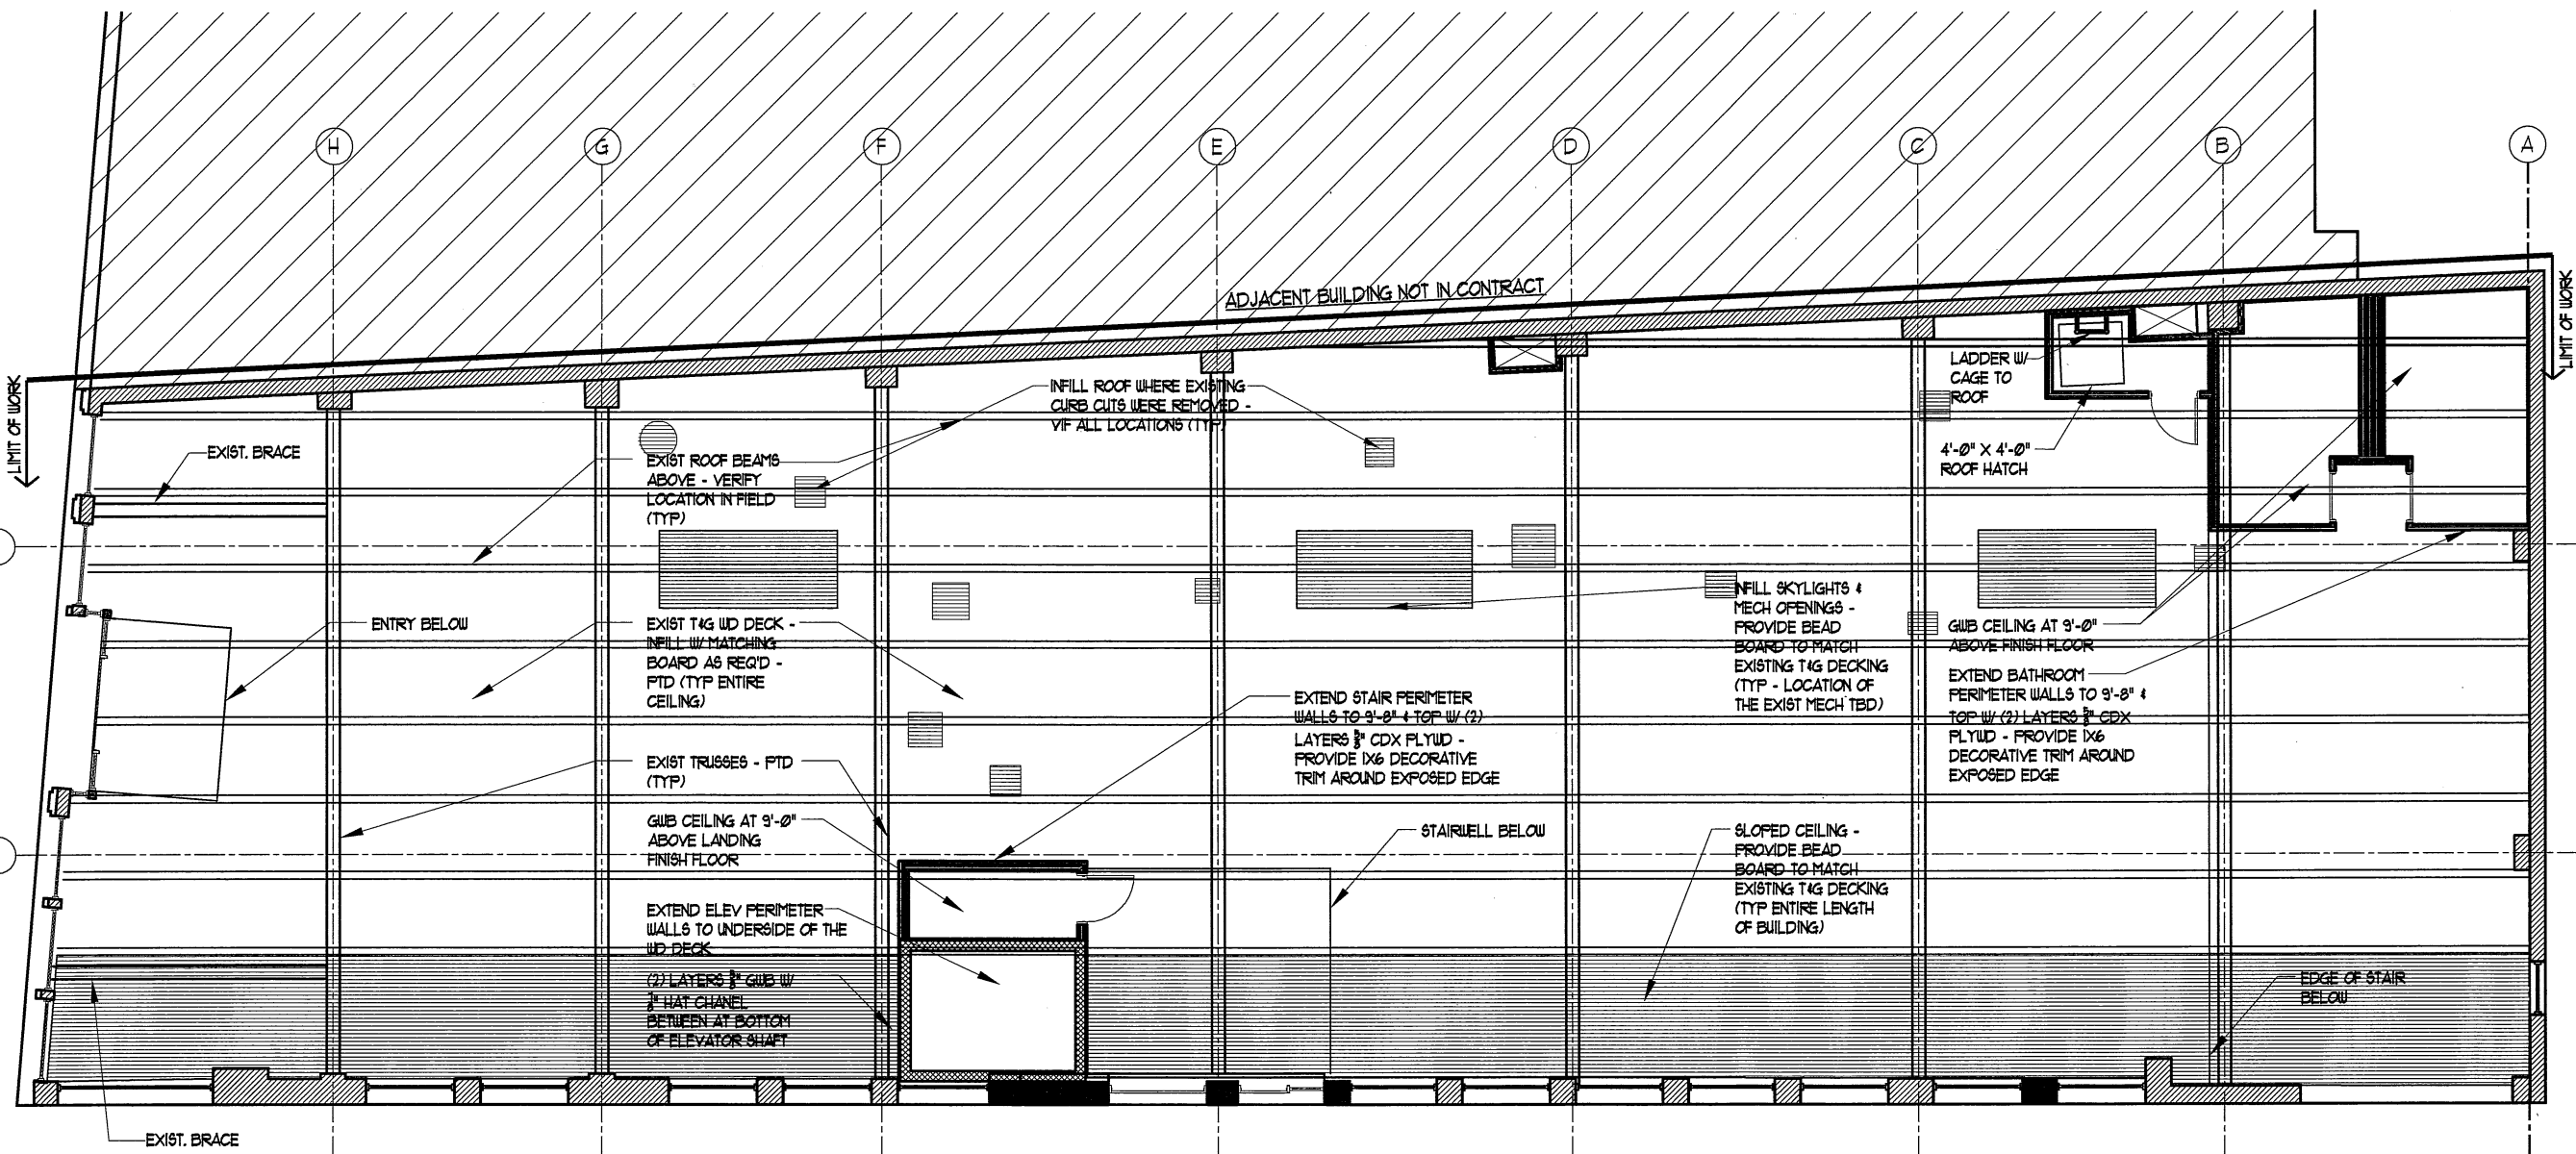 H
G
F
E
D
C
B
A
ADJACENT BUILDING NOT IN CONTRACT
LIMIT OF WORK
LIMIT OF WORK
INFILL ROOF WHERE EXISTING
CURB CUTS WERE REMOVED -
VIF ALL LOCATIONS (TYP)
LADDER W/
CAGE TO
ROOF
4'-0" X 4'-0"
ROOF HATCH
EXIST. BRACE
EXIST ROOF BEAMS
ABOVE - VERIFY
LOCATION IN FIELD
(TYP)
ENTRY BELOW
EXIST T&G WD DECK -
INFILL W/ MATCHING
BOARD AS REQ'D -
PTD (TYP ENTIRE
CEILING)
INFILL SKYLIGHTS &
MECH OPENINGS -
PROVIDE BEAD
BOARD TO MATCH
EXISTING T&G DECKING
(TYP - LOCATION OF
THE EXIST MECH TBD)
GWB CEILING AT 9'-0"
ABOVE FINISH FLOOR
EXTEND BATHROOM
PERIMETER WALLS TO 9'-8" &
TOP W/ (2) LAYERS 5/8" CDX
PLYWD - PROVIDE 1X6
DECORATIVE TRIM AROUND
EXPOSED EDGE
EXTEND STAIR PERIMETER
WALLS TO 9'-8" & TOP W/ (2)
LAYERS 5/8" CDX PLYWD -
PROVIDE 1X6 DECORATIVE
TRIM AROUND EXPOSED EDGE
EXIST TRUSSES - PTD
(TYP)
GWB CEILING AT 9'-0"
ABOVE LANDING
FINISH FLOOR
STAIRWELL BELOW
SLOPED CEILING -
PROVIDE BEAD
BOARD TO MATCH
EXISTING T&G DECKING
(TYP ENTIRE LENGTH
OF BUILDING)
EXTEND ELEV PERIMETER
WALLS TO UNDERSIDE OF THE
WD DECK
(2) LAYERS 5/8" GWB W/
7/8" HAT CHANEL
BETWEEN AT BOTTOM
OF ELEVATOR SHAFT
EDGE OF STAIR
BELOW
EXIST. BRACE